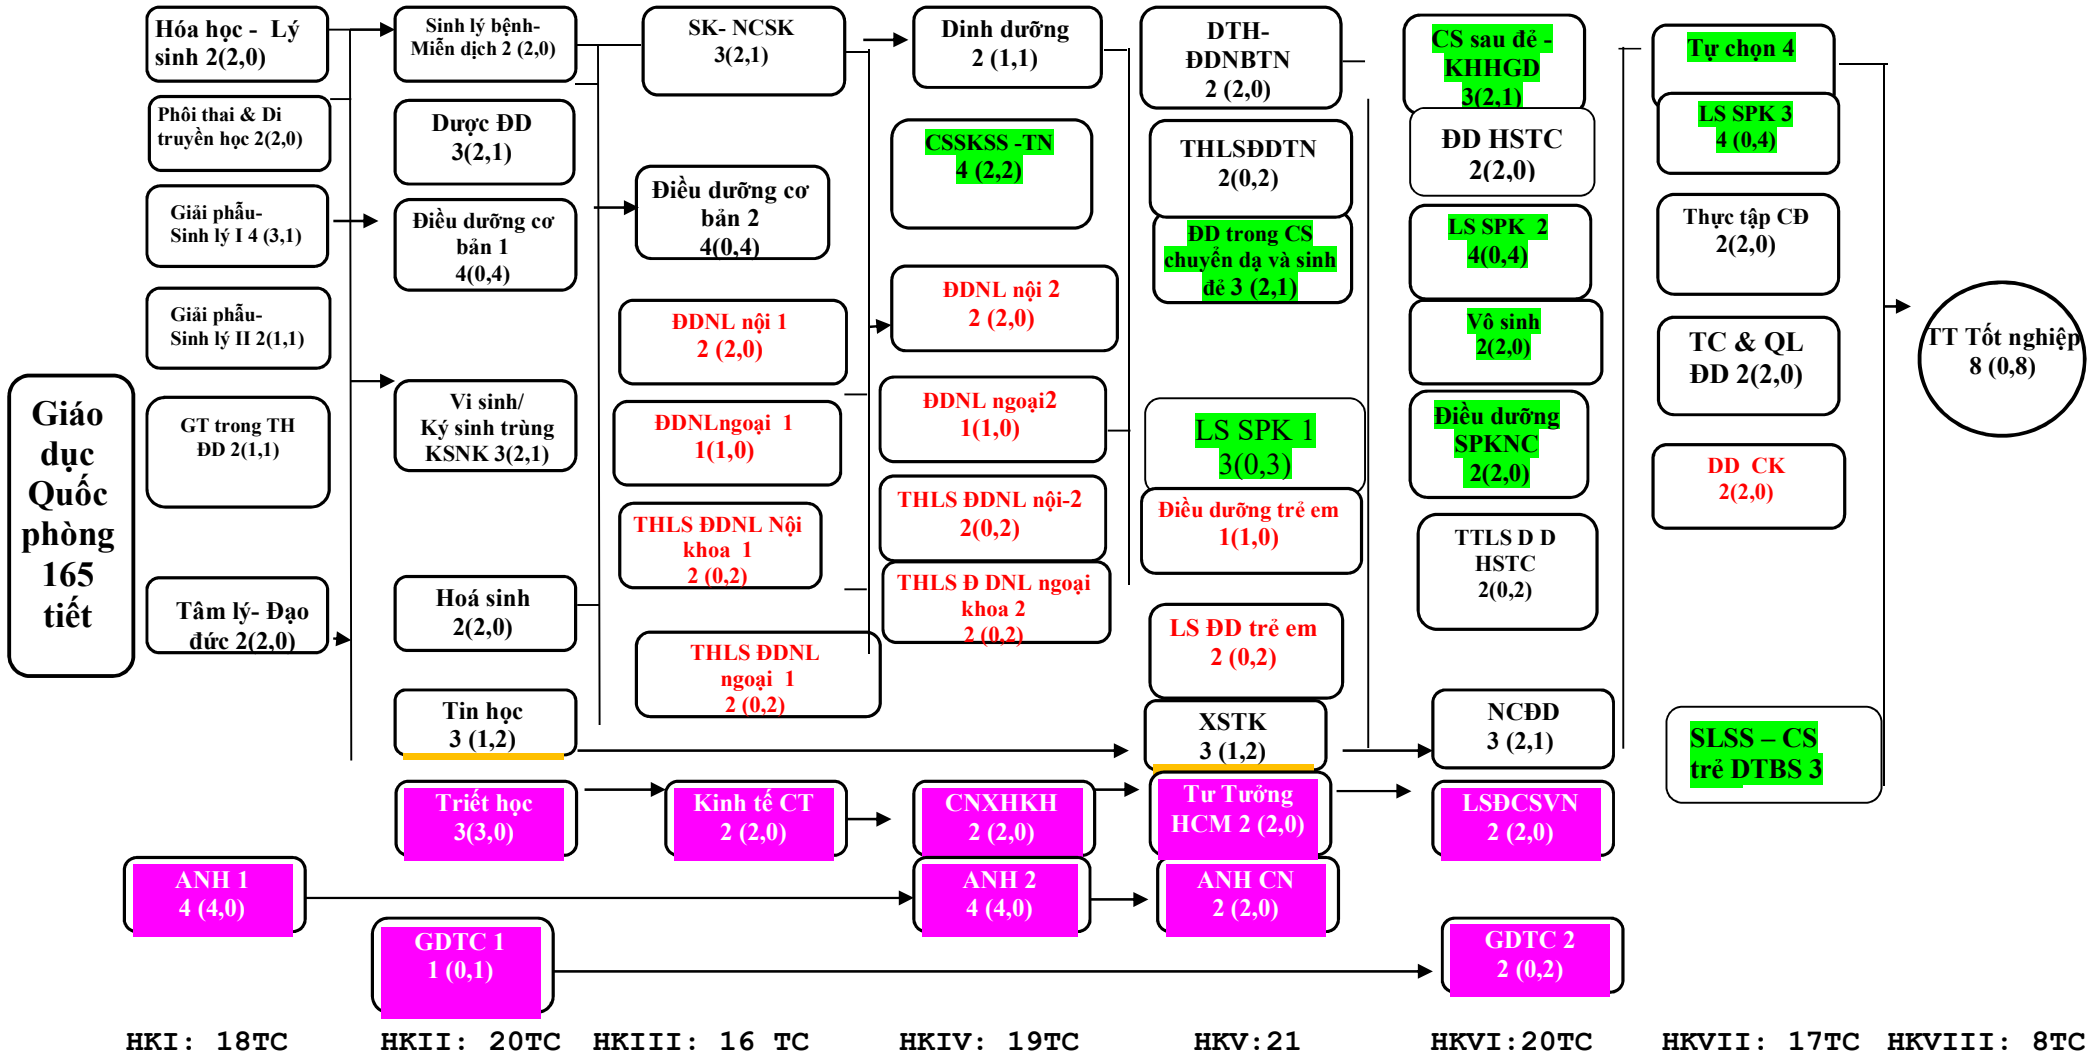 Giáo
dục
Quốc
phòng
165
tiết
Hóa học - Lý
sinh 2(2,0)
Phôi thai & Di
truyền học 2(2,0)
Giải phẫu-
Sinh lý I 4 (3,1)
Giải phẫu-
Sinh lý II 2(1,1)
GT trong TH
ĐD 2(1,1)
Tâm lý- Đạo
đức 2(2,0)
ANH 1
4 (4,0)
Sinh lý bệnh-
Miễn dịch 2 (2,0)
Dược ĐD
3(2,1)
Điều dưỡng cơ
bản 1
4(0,4)
Vi sinh/
Ký sinh trùng
KSNK 3(2,1)
Hoá sinh
2(2,0)
Tin học
3 (1,2)
Triết học
3(3,0)
GDTC 1
1 (0,1)
SK- NCSK
3(2,1)
Điều dưỡng cơ
bản 2
4(0,4)
ĐDNL nội 1
2 (2,0)
ĐDNLngoại 1
1(1,0)
THLS ĐDNL Nội
khoa 1
2 (0,2)
THLS ĐDNL
ngoại 1
2 (0,2)
Kinh tế CT
2 (2,0)
Dinh dưỡng
2 (1,1)
CSSKSS -TN
4 (2,2)
ĐDNL nội 2
2 (2,0)
ĐDNL ngoại2
1(1,0)
THLS ĐDNL nội-2
2(0,2)
THLS Đ DNL ngoại
khoa 2
2 (0,2)
CNXHKH
2 (2,0)
ANH 2
4 (4,0)
DTH-
ĐDNBTN
2 (2,0)
THLSĐDTN
2(0,2)
ĐD trong CS
chuyển dạ và sinh
đẻ 3 (2,1)
LS SPK 1
3(0,3)
Điều dưỡng trẻ em
1(1,0)
LS ĐD trẻ em
2 (0,2)
XSTK
3 (1,2)
Tư Tưởng
HCM 2 (2,0)
ANH CN
2 (2,0)
CS sau đẻ -
KHHGD
3(2,1)
ĐD HSTC
2(2,0)
LS SPK 2
4(0,4)
Vô sinh
2(2,0)
Điều dưỡng
SPKNC
2(2,0)
TTLS D D
HSTC
2(0,2)
NCĐD
3 (2,1)
LSĐCSVN
2 (2,0)
GDTC 2
2 (0,2)
Tự chọn 4
LS SPK 3
4 (0,4)
Thực tập CĐ
2(2,0)
TC & QL
ĐD 2(2,0)
DD CK
2(2,0)
SLSS – CS
trẻ DTBS 3
TT Tốt nghiệp
8 (0,8)
HKI: 18TC HKII: 20TC HKIII: 16 TC HKIV: 19TC HKV:21 HKVI:20TC HKVII: 17TC HKVIII: 8TC